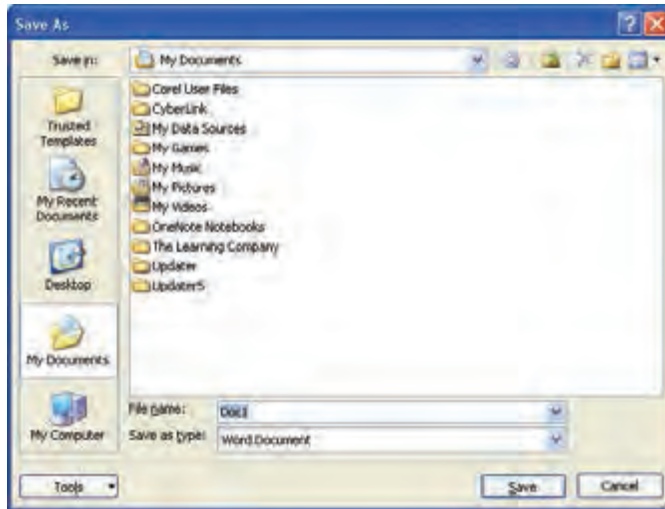 Save As
Save in:
My Documents
Trusted
Templates
My Recent
Documents
Desktop
My Documents
My Computer
Corel User Files
CyberLink
My Data Sources
My Games
My Music
My Pictures
My Videos
OneNote Notebooks
The Learning Company
Updater
Updater5
File name:
Doc1
Save as type:
Word Document
Tools
Save
Cancel